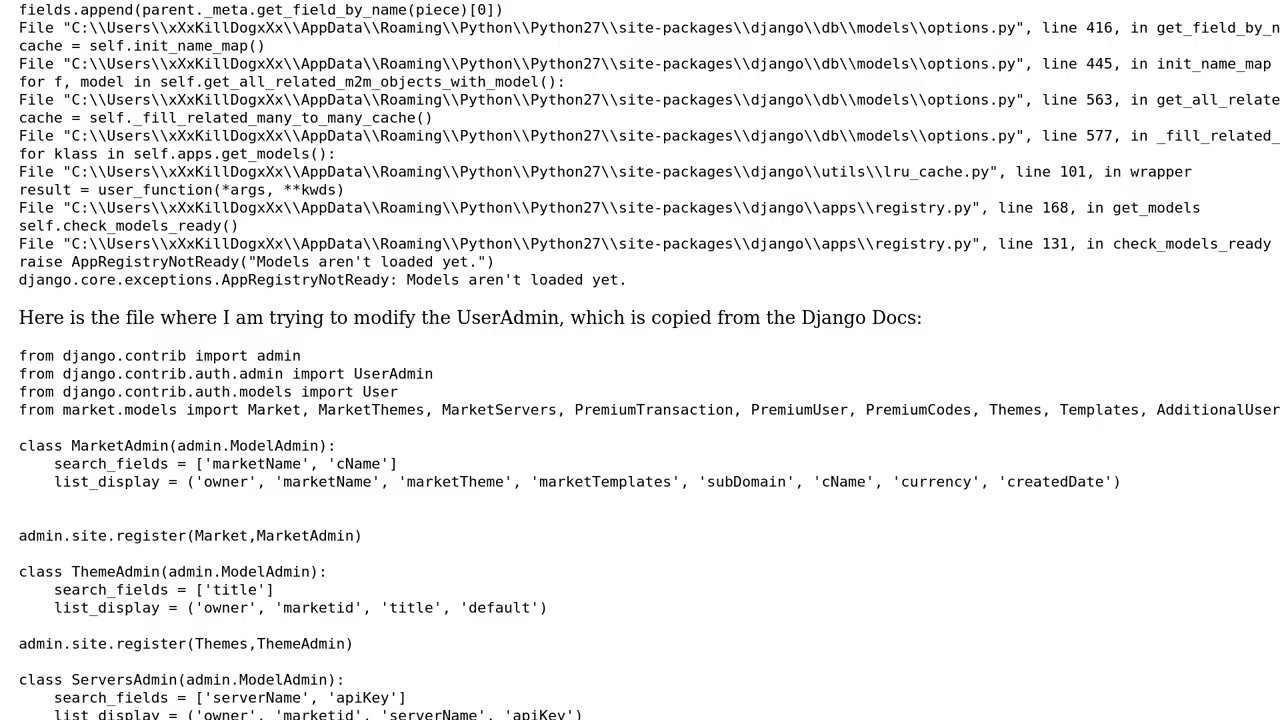 fields.append(parent._meta.get_field_by_name(piece)[0])
File "C:\\Users\\xXxKillDogxXx\\AppData\\Roaming\\Python\\Python27\\site-packages\\django\\db\\models\\options.py", line 416, in get_field_by_n
cache = self.init_name_map()
File "C:\\Users\\xXxKillDogxXx\\AppData\\Roaming\\Python\\Python27\\site-packages\\django\\db\\models\\options.py", line 445, in init_name_map
for f, model in self.get_all_related_m2m_objects_with_model():
File "C:\\Users\\xXxKillDogxXx\\AppData\\Roaming\\Python\\Python27\\site-packages\\django\\db\\models\\options.py", line 563, in get_all_relate
cache = self._fill_related_many_to_many_cache()
File "C:\\Users\\xXxKillDogxXx\\AppData\\Roaming\\Python\\Python27\\site-packages\\django\\db\\models\\options.py", line 577, in _fill_related_
for klass in self.apps.get_models():
File "C:\\Users\\xXxKillDogxXx\\AppData\\Roaming\\Python\\Python27\\site-packages\\django\\utils\\lru_cache.py", line 101, in wrapper
result = user_function(*args, **kwds)
File "C:\\Users\\xXxKillDogxXx\\AppData\\Roaming\\Python\\Python27\\site-packages\\django\\apps\\registry.py", line 168, in get_models
self.check_models_ready()
File "C:\\Users\\xXxKillDogxXx\\AppData\\Roaming\\Python\\Python27\\site-packages\\django\\apps\\registry.py", line 131, in check_models_ready
raise AppRegistryNotReady("Models aren't loaded yet.")
django.core.exceptions.AppRegistryNotReady: Models aren't loaded yet.
Here is the file where I am trying to modify the UserAdmin, which is copied from the Django Docs:
from django.contrib import admin
from django.contrib.auth.admin import UserAdmin
from django.contrib.auth.models import User
from market.models import Market, MarketThemes, MarketServers, PremiumTransaction, PremiumUser, PremiumCodes, Themes, Templates, AdditionalUser
class MarketAdmin(admin.ModelAdmin):
    search_fields = ['marketName', 'cName']
    list_display = ('owner', 'marketName', 'marketTheme', 'marketTemplates', 'subDomain', 'cName', 'currency', 'createdDate')
admin.site.register(Market,MarketAdmin)
class ThemeAdmin(admin.ModelAdmin):
    search_fields = ['title']
    list_display = ('owner', 'marketid', 'title', 'default')
admin.site.register(Themes,ThemeAdmin)
class ServersAdmin(admin.ModelAdmin):
    search_fields = ['serverName', 'apiKey']
    list_display = ('owner', 'marketid', 'serverName', 'apiKey')